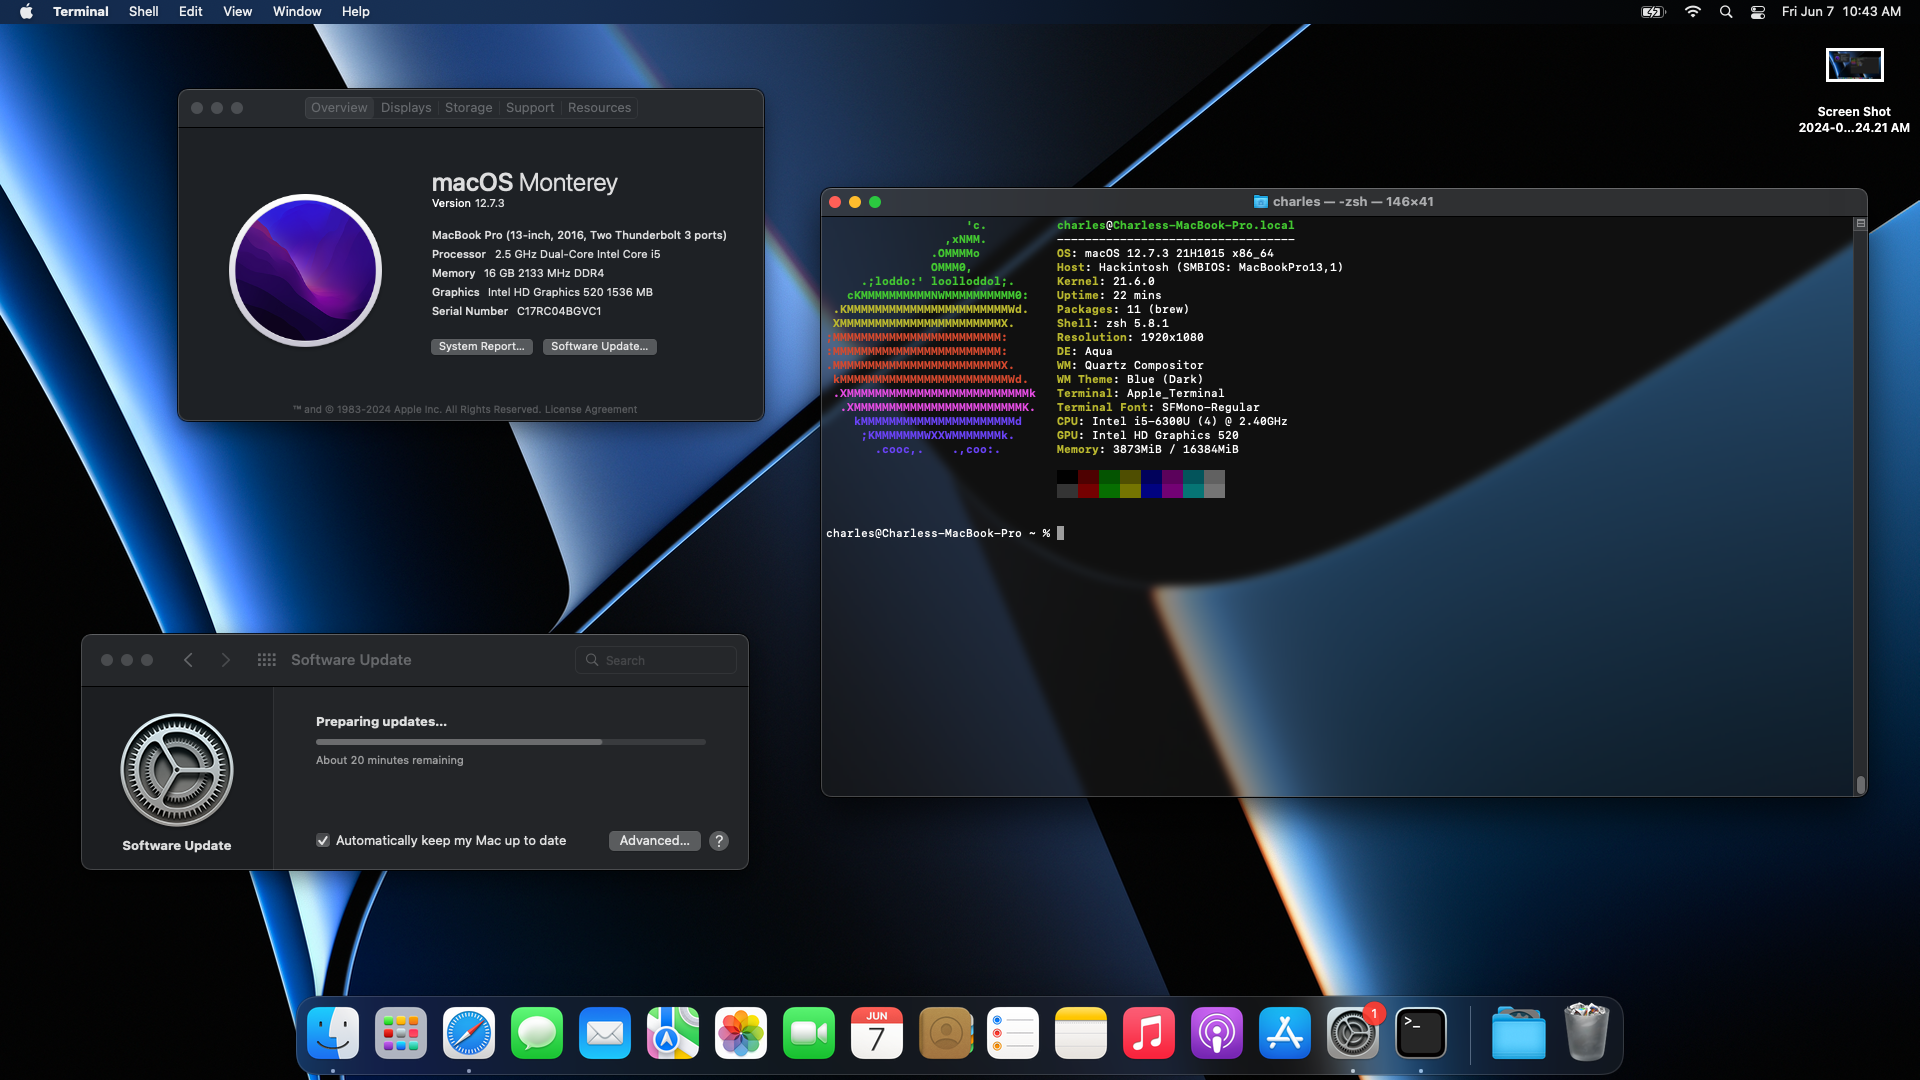 Terminal Shell Edit View Window Help
Fri Jun 7 10:43 AM
Screen Shot
2024-0...24.21 AM
Overview Displays Storage Support Resources
macOS Monterey
Version 12.7.3
MacBook Pro (13-inch, 2016, Two Thunderbolt 3 ports)
Processor 2.5 GHz Dual-Core Intel Core i5
Memory 16 GB 2133 MHz DDR4
Graphics Intel HD Graphics 520 1536 MB
Serial Number C17RC04BGVC1
System Report... Software Update...
™ and © 1983-2024 Apple Inc. All Rights Reserved. License Agreement
charles — -zsh — 146×41
charles@Charless-MacBook-Pro.local
----------------------------------
OS: macOS 12.7.3 21H1015 x86_64
Host: Hackintosh (SMBIOS: MacBookPro13,1)
Kernel: 21.6.0
Uptime: 22 mins
Packages: 11 (brew)
Shell: zsh 5.8.1
Resolution: 1920x1080
DE: Aqua
WM: Quartz Compositor
WM Theme: Blue (Dark)
Terminal: Apple_Terminal
Terminal Font: SFMono-Regular
CPU: Intel i5-6300U (4) @ 2.40GHz
GPU: Intel HD Graphics 520
Memory: 3873MiB / 16384MiB
charles@Charless-MacBook-Pro ~ %
Software Update
Search
Preparing updates...
About 20 minutes remaining
Software Update
Automatically keep my Mac up to date
Advanced... ?
JUN
7
1
>_